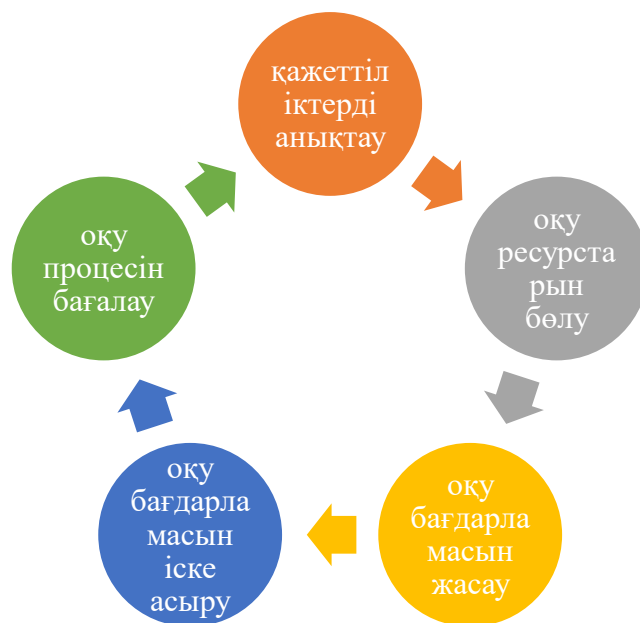 қажеттіл
іктерді
анықтау
оқу
ресурста
рын
бөлу
оқу
бағдарла
масын
жасау
оқу
бағдарла
масын
іске
асыру
оқу
процесін
бағалау